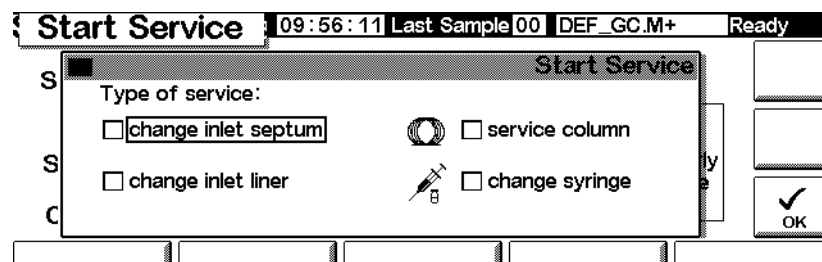 Start Service 09:56:11 Last Sample 00 DEF_GC.M+ Ready
Start Service
Type of service:
change inlet septum
service column
change inlet liner
change syringe
OK